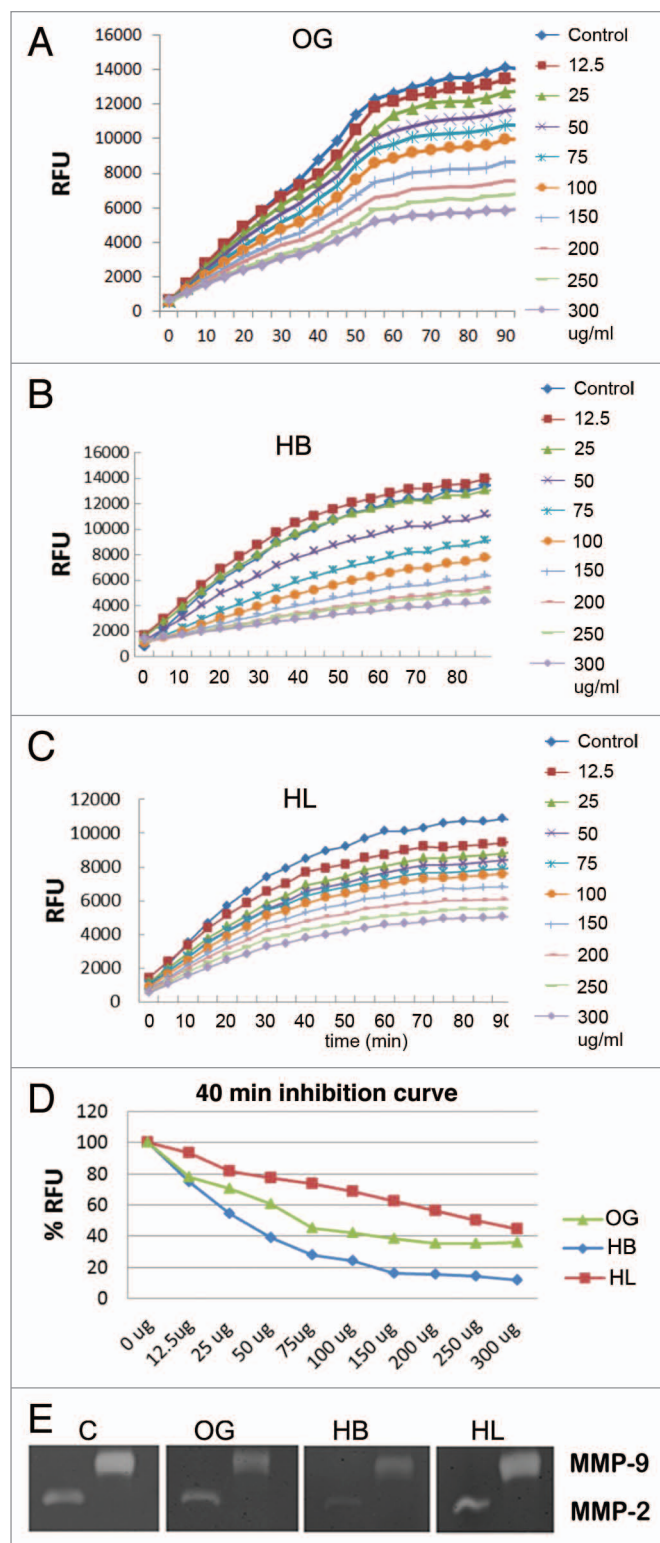 A
OG
RFU
16000
14000
12000
10000
8000
6000
4000
2000
0
0 10 20 30 40 50 60 70 80 90
Control
12.5
25
50
75
100
150
200
250
300
ug/ml
B
HB
RFU
16000
14000
12000
10000
8000
6000
4000
2000
0
0 10 20 30 40 50 60 70 80
Control
12.5
25
50
75
100
150
200
250
300
ug/ml
C
HL
RFU
12000
10000
8000
6000
4000
2000
0
0 10 20 30 40 50 60 70 80 90
time (min)
Control
12.5
25
50
75
100
150
200
250
300
ug/ml
D
40 min inhibition curve
% RFU
120
100
80
60
40
20
0
0 ug 12.5ug 25 ug 50 ug 75ug 100 ug 150 ug 200 ug 250 ug 300 ug
OG
HB
HL
E
C OG HB HL
MMP-9
MMP-2